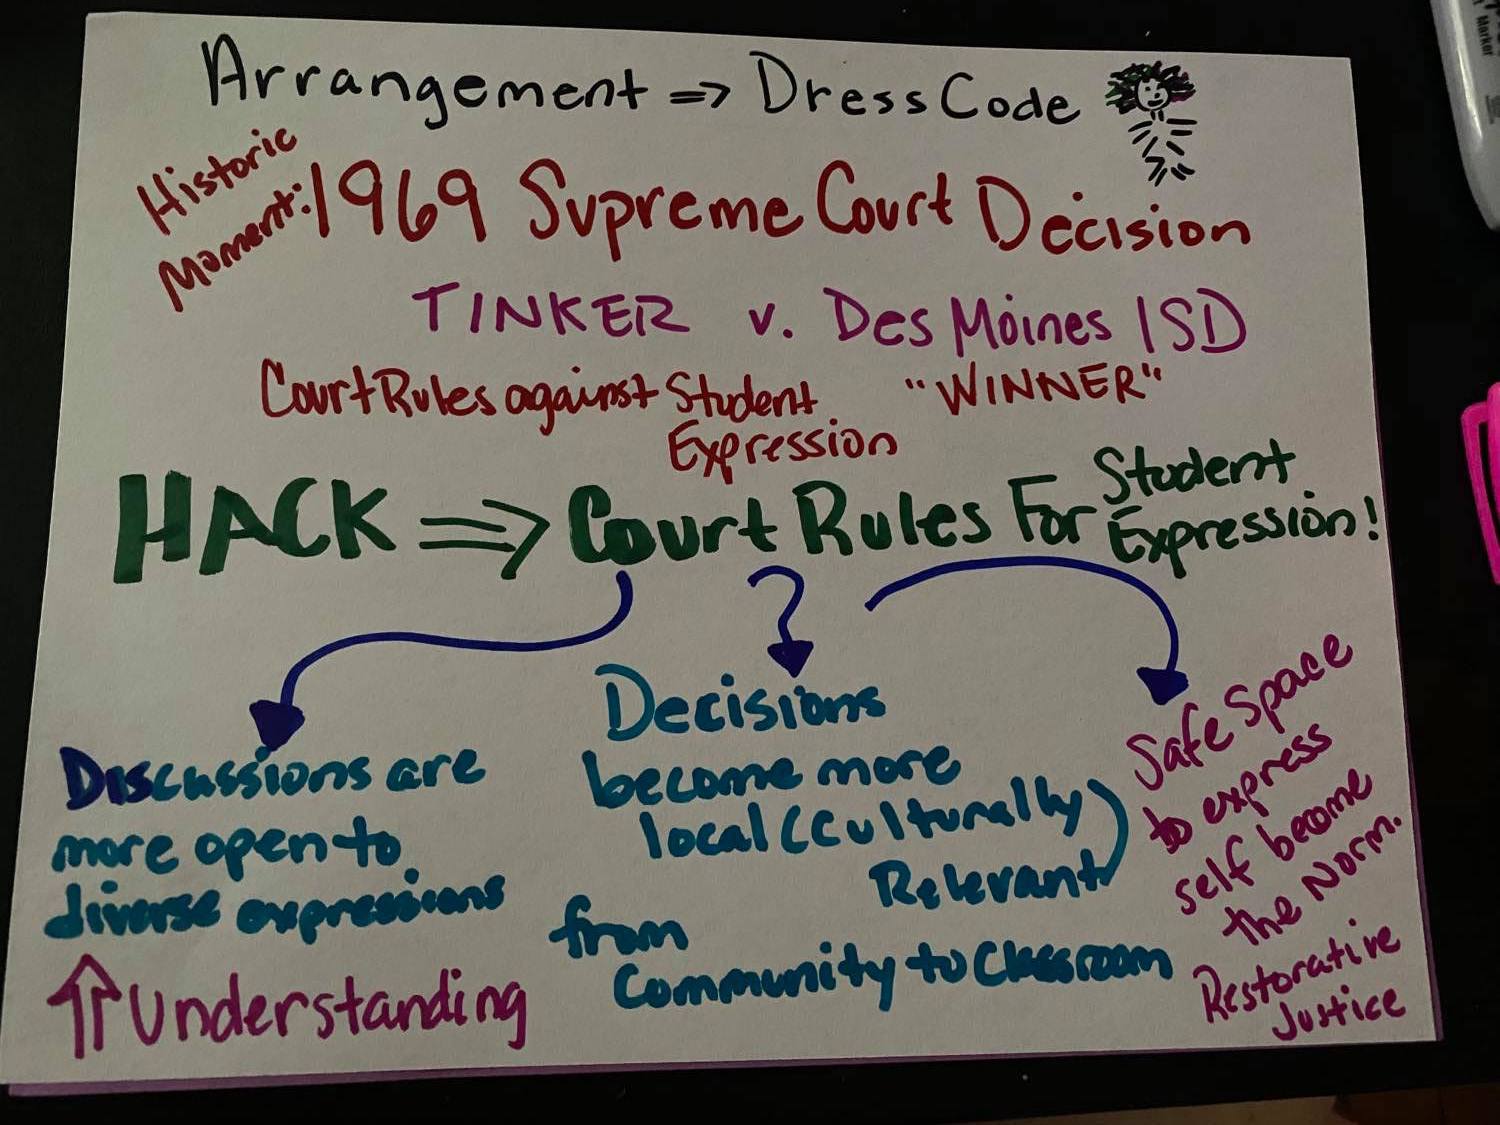 Arrangement ⇒ Dress Code
Historic
Moment: 1969 Supreme Court Decision
TINKER v. Des Moines ISD
Court Rules against Student
Expression
"WINNER"
HACK ⇒ Court Rules For Student
Expression!
Discussions are
more open to
diverse expressions
⇑ Understanding
Decisions
become more
local (Culturally
Relevant)
from
Community to Classroom
Safe Space
to express
self become
the Norm.
Restorative
Justice
Marker